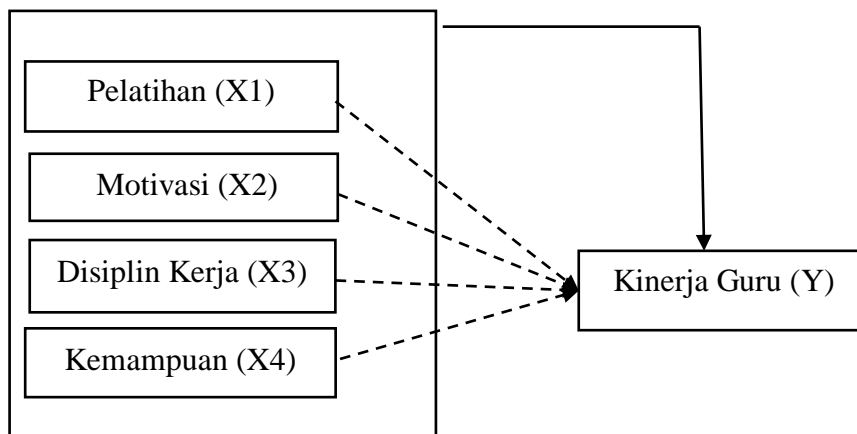 Pelatihan (X1)
Motivasi (X2)
Disiplin Kerja (X3)
Kemampuan (X4)
Kinerja Guru (Y)